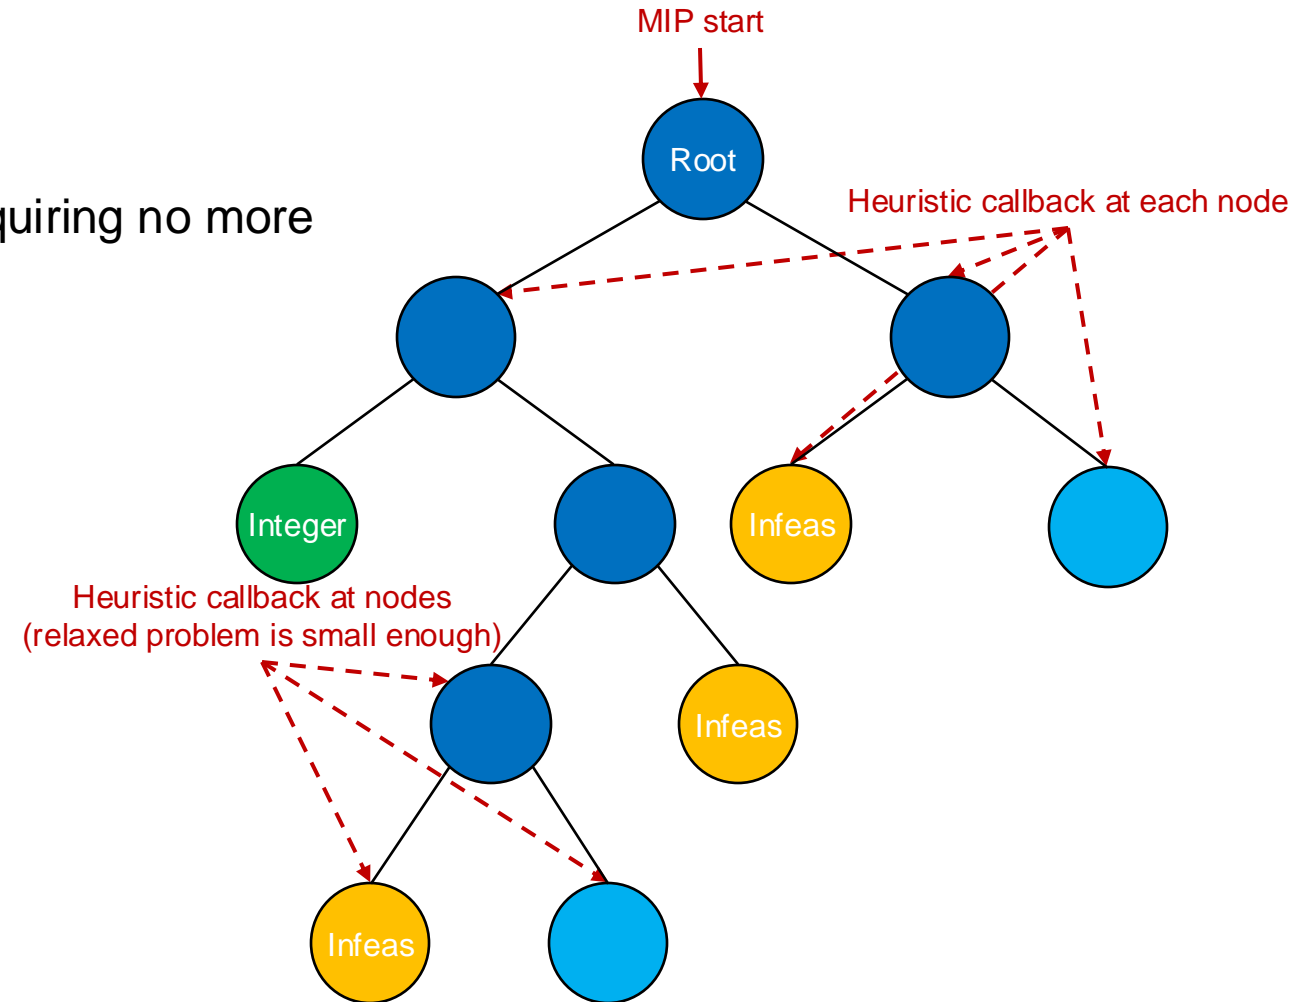 MIP start
Root
Heuristic callback at each node
quiring no more
Integer
Infeas
Heuristic callback at nodes
(relaxed problem is small enough)
Infeas
Infeas